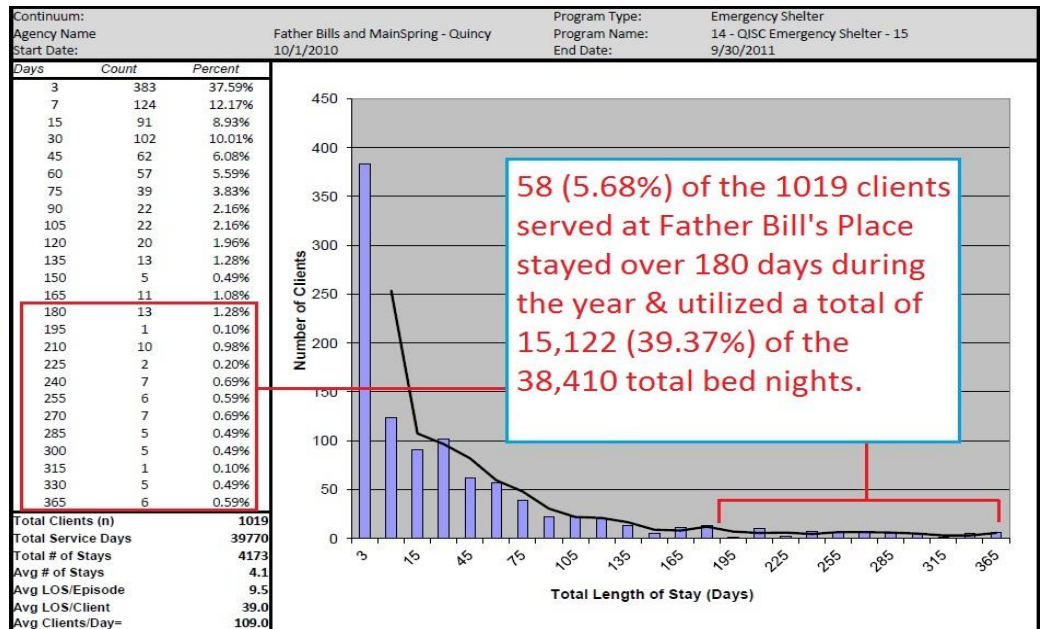 Continuum: Program Type: Emergency Shelter
Agency Name Father Bills and MainSpring - Quincy Program Name: 14 - QISC Emergency Shelter - 15
Start Date: 10/1/2010 End Date: 9/30/2011
Days Count Percent
3 383 37.59%
7 124 12.17%
15 91 8.93%
30 102 10.01%
45 62 6.08%
60 57 5.59%
75 39 3.83%
90 22 2.16%
105 22 2.16%
120 20 1.96%
135 13 1.28%
150 5 0.49%
165 11 1.08%
180 13 1.28%
195 1 0.10%
210 10 0.98%
225 2 0.20%
240 7 0.69%
255 6 0.59%
270 7 0.69%
285 5 0.49%
300 5 0.49%
315 1 0.10%
330 5 0.49%
365 6 0.59%
Total Clients (n) 1019
Total Service Days 39770
Total # of Stays 4173
Avg # of Stays 4.1
Avg LOS/Episode 9.5
Avg LOS/Client 39.0
Avg Clients/Day= 109.0
Number of Clients
450
400
350
300
250
200
150
100
50
0
58 (5.68%) of the 1019 clients
served at Father Bill's Place
stayed over 180 days during
the year & utilized a total of
15,122 (39.37%) of the
38,410 total bed nights.
3 15 45 75 105 135 165 195 225 255 285 315 365
Total Length of Stay (Days)